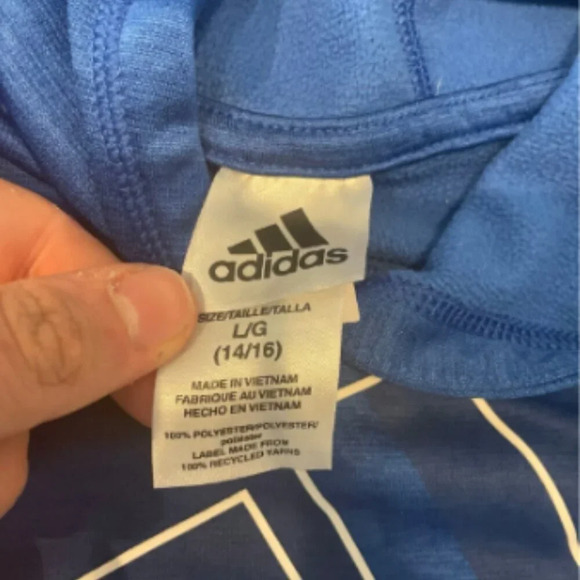 adidas
SIZE/TAILLE/TALLA
L/G
(14/16)
MADE IN VIETNAM
FABRIQUE AU VIETNAM
HECHO EN VIETNAM
100% POLYESTER/POLYESTER/
poliéster
LABEL MADE FROM
100% RECYCLED YARNS